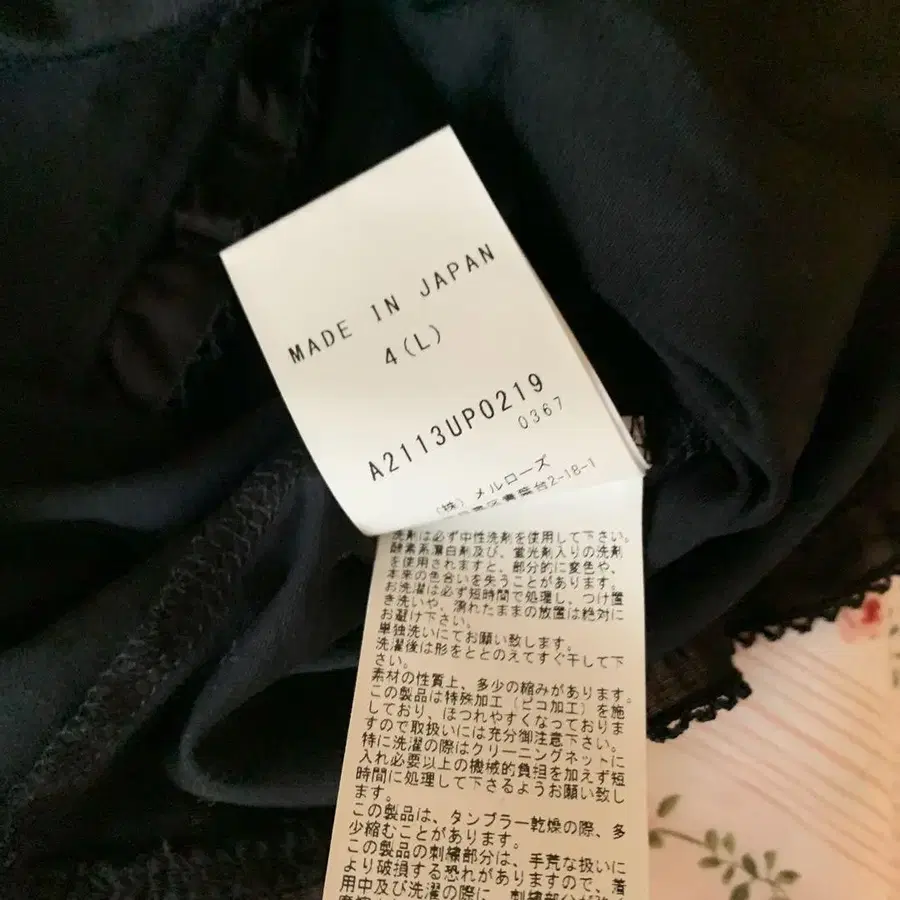 MADE IN JAPAN
4(L)
A2113UP0219
0367
(株) メルローズ
2-18-1
洗剤は必ず中性洗剤を使用して下さい。
酵素系漂白剤及び、蛍光剤入りの洗剤
を使用されますと、部分的に変色や、
本来の色合いを失うことがあります。
お洗濯は必ず短時間で処理し、つけ置
き洗いや、濡れたままの放置は絶対に
お避け下さい。
単独洗いにてお願い致します。
洗濯後は形をととのえてすぐ干して下
さい。
素材の性質上、多少の縮みがあります。
この製品は特殊加工(ピコ加工)を施
しており、ほつれやすくなっておりま
すので取扱いには充分御注意下さい。
特に洗濯の際はクリーニングネットに
入れ必要以上の機械的負担を加えず短
時間に処理して下さるようお願い致し
ます。
この製品は、タンブラー乾燥の際、多
少縮むことがあります。
この製品の刺繍部分は、手荒な扱いに
より破損する恐れがありますので、着
用中及び洗濯の際に、刺繍部分が